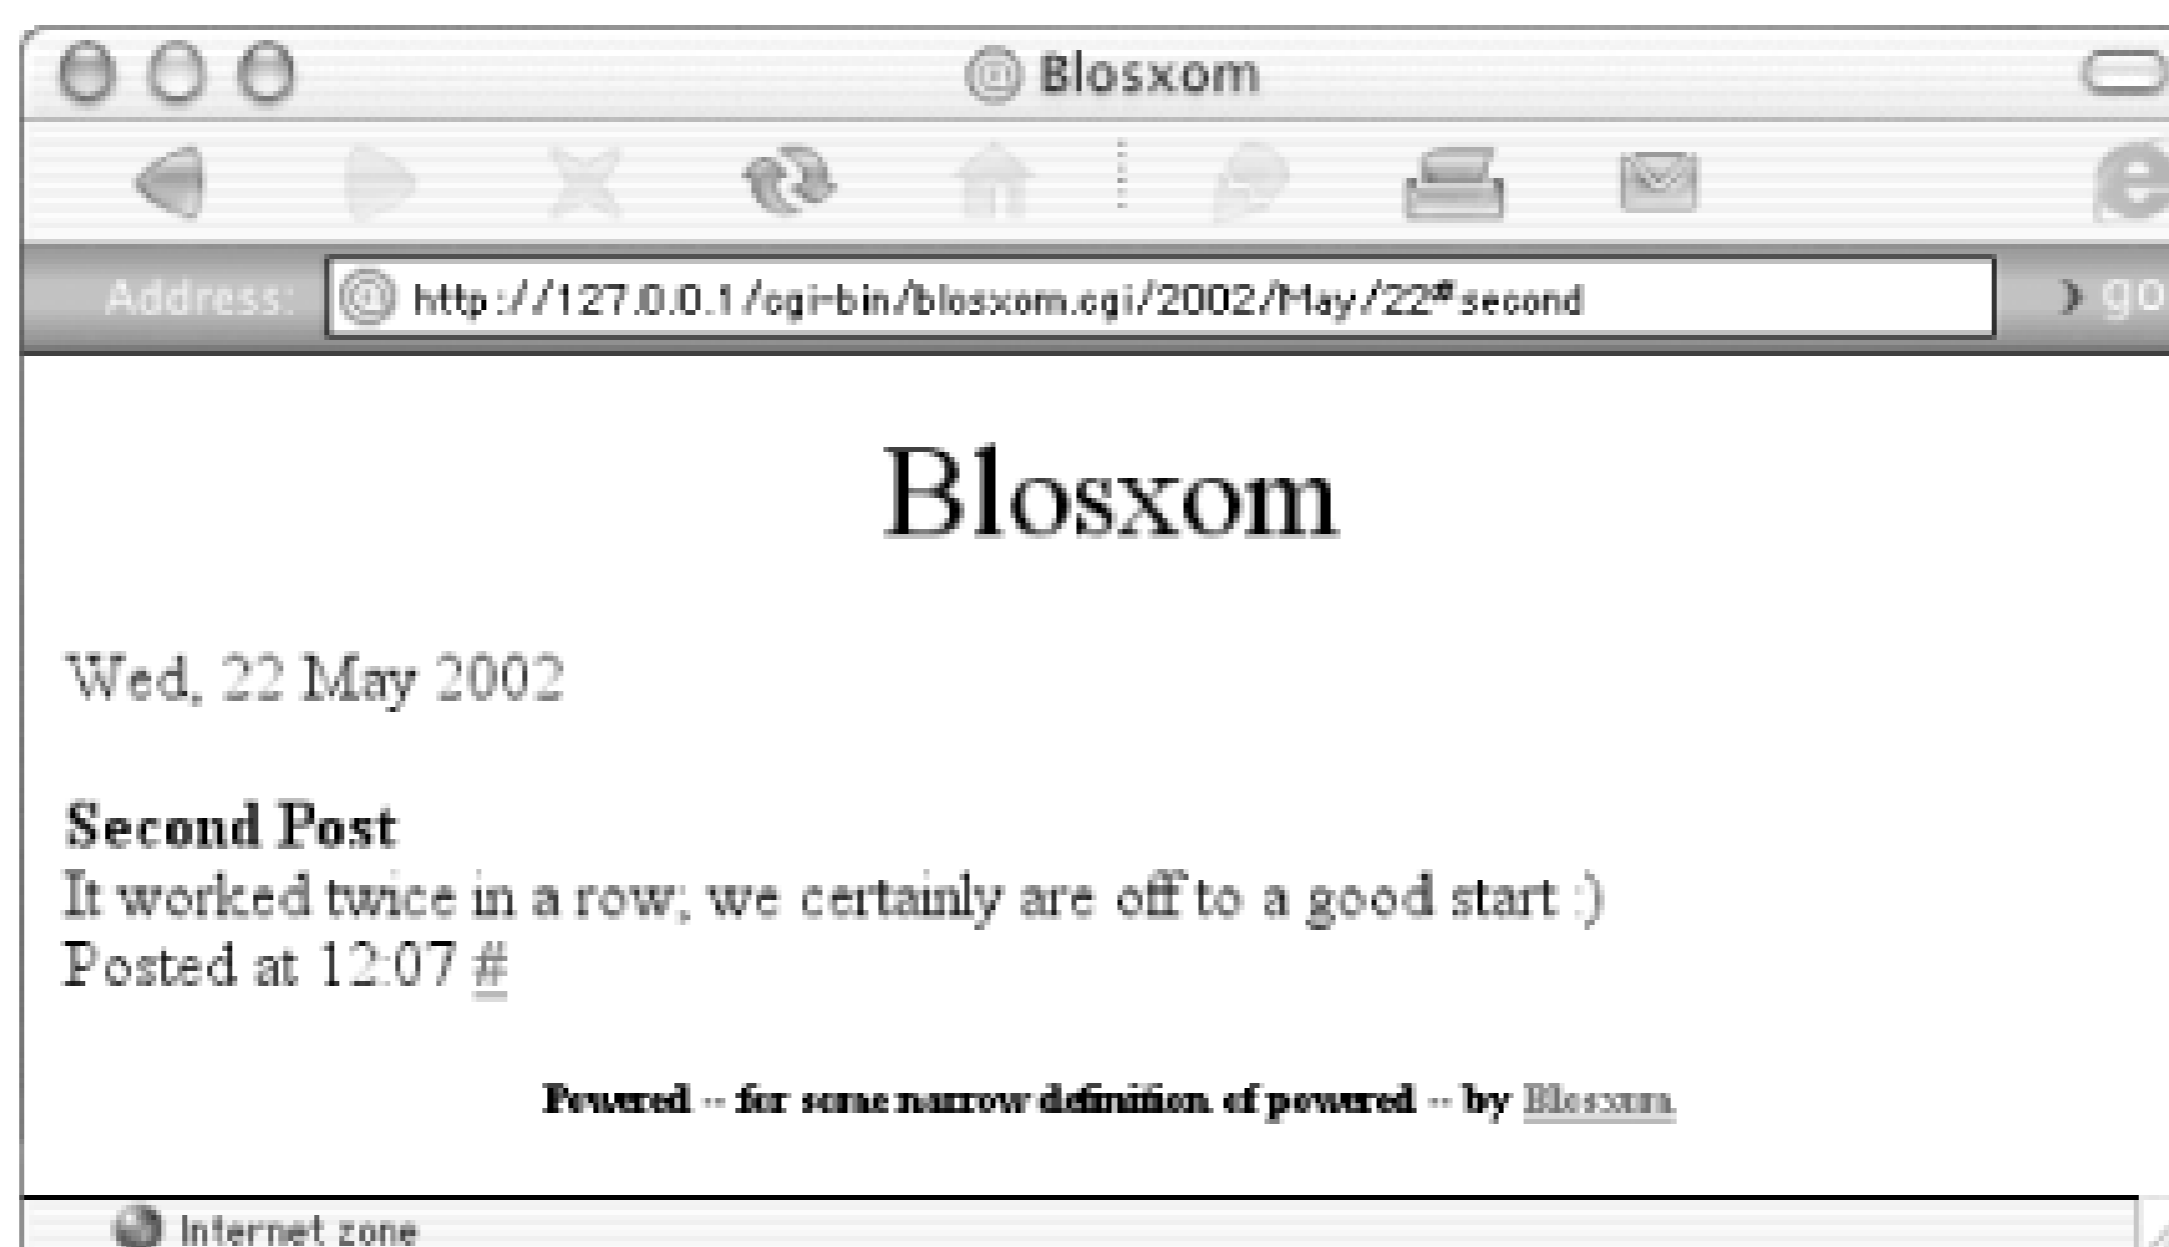 Blosxom
Address: http://127.0.0.1/cgi-bin/blosxom.cgi/2002/May/22#second go
Blosxom
Wed, 22 May 2002
Second Post
It worked twice in a row; we certainly are off to a good start :)
Posted at 12:07 #
Powered -- for some narrow definition of powered -- by Blosxom
Internet zone